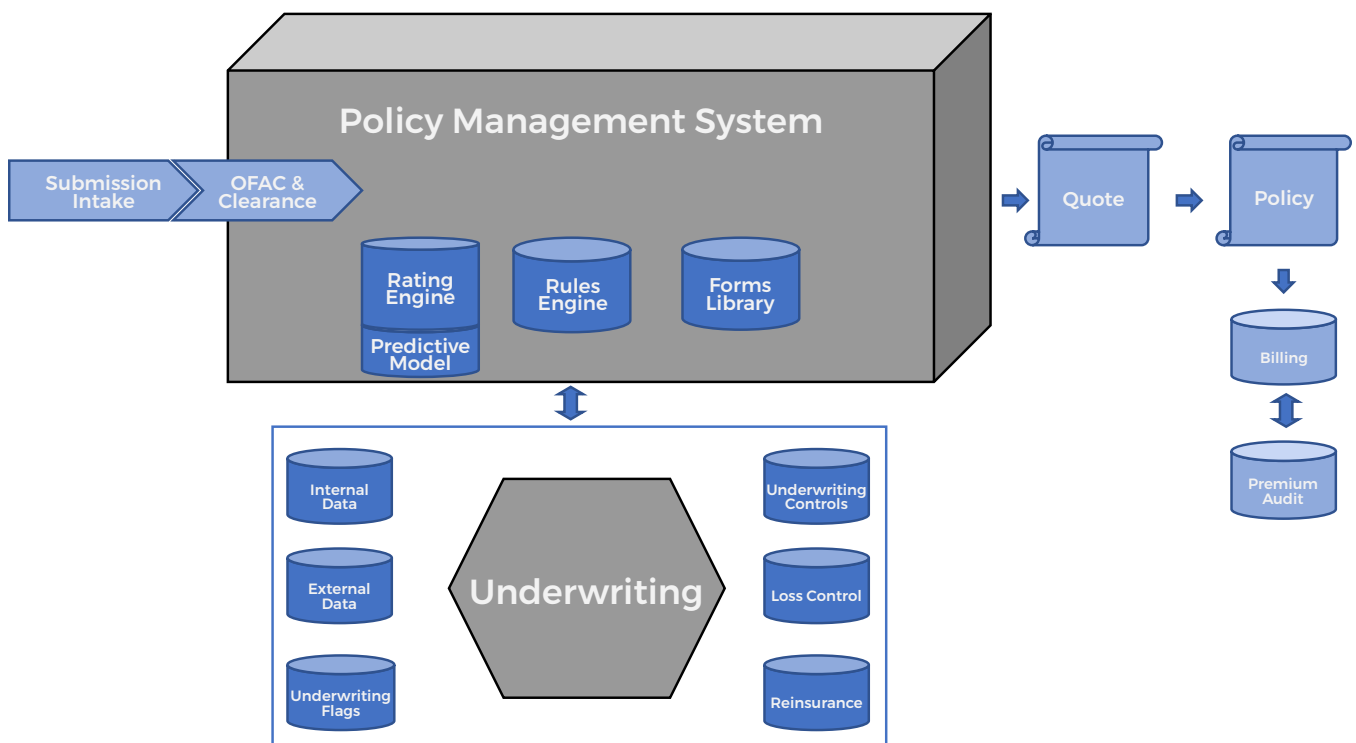 Policy Management System
Submission
Intake
OFAC &
Clearance
Quote
Policy
Rating
Engine
Predictive
Model
Rules
Engine
Forms
Library
Billing
Premium
Audit
Internal
Data
External
Data
Underwriting
Flags
Underwriting
Underwriting
Controls
Loss Control
Reinsurance